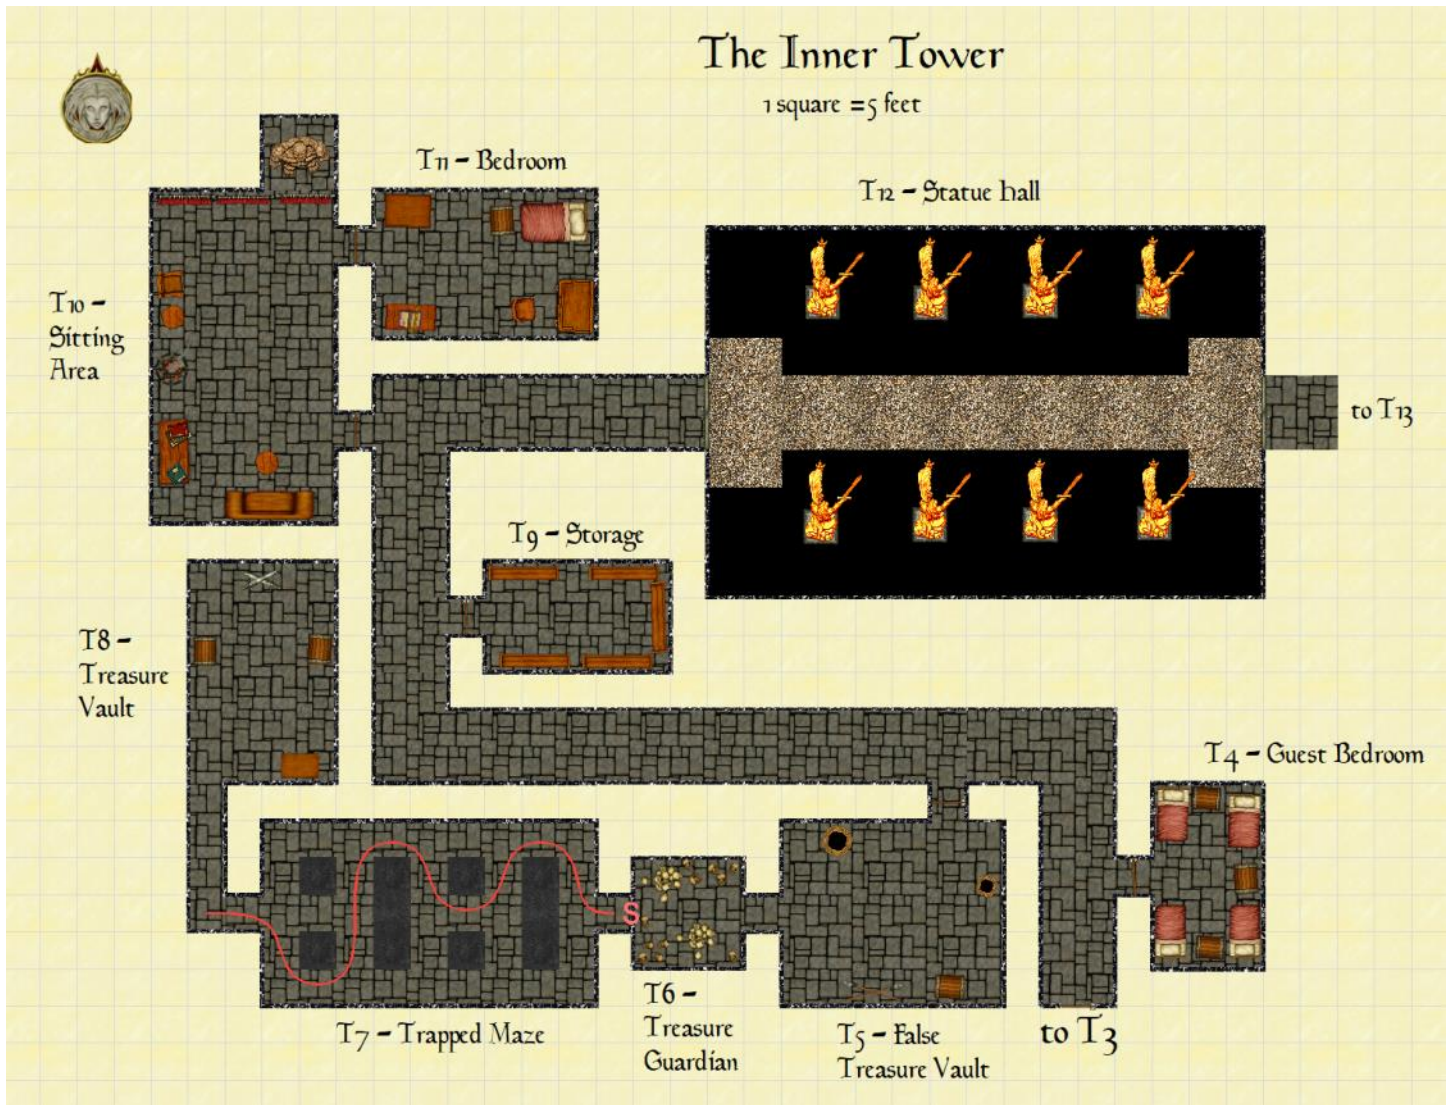 The Inner Tower
1 square = 5 feet
T11 - Bedroom
T12 - Statue hall
T10 -
Sitting
Area
to T13
T9 - Storage
T8 -
Treasure
Vault
T4 - Guest Bedroom
S
T6 -
Treasure
Guardian
T7 - Trapped Maze
T5 - False
Treasure Vault
to T3